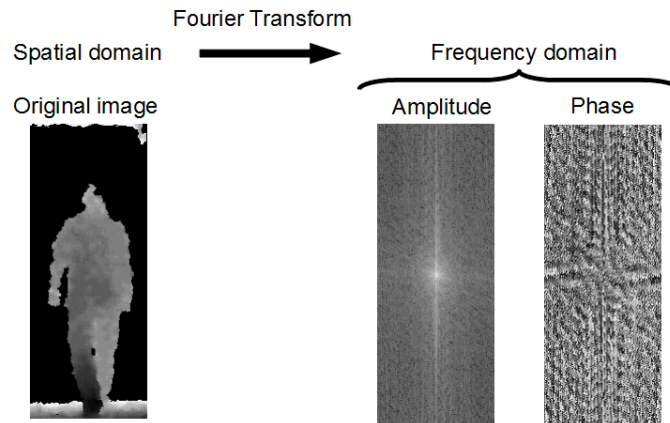 Fourier Transform
Spatial domain
Frequency domain
Original image
Amplitude
Phase